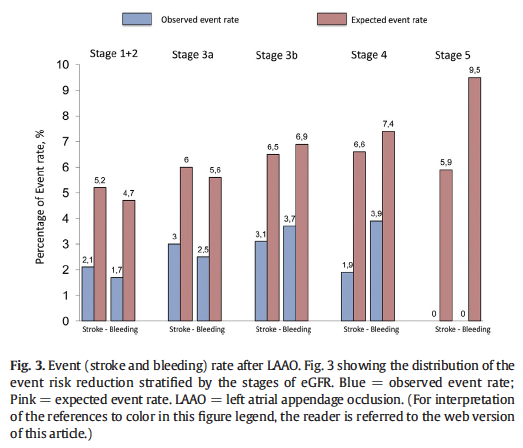 Observed event rate Expected event rate
Stage 1+2 Stage 3a Stage 3b Stage 4 Stage 5
Percentage of Event rate, %
10
9
8
7
6
5
4
3
2
1
0
2,1 5,2 1,7 4,7
3 6 2,5 5,6
3,1 6,5 3,7 6,9
1,9 6,6 3,9 7,4
0 5,9 0 9,5
Stroke - Bleeding Stroke - Bleeding Stroke - Bleeding Stroke - Bleeding Stroke - Bleeding
Fig. 3. Event (stroke and bleeding) rate after LAAO. Fig. 3 showing the distribution of the
event risk reduction stratified by the stages of eGFR. Blue = observed event rate;
Pink = expected event rate. LAAO = left atrial appendage occlusion. (For interpretation
of the references to color in this figure legend, the reader is referred to the web version
of this article.)